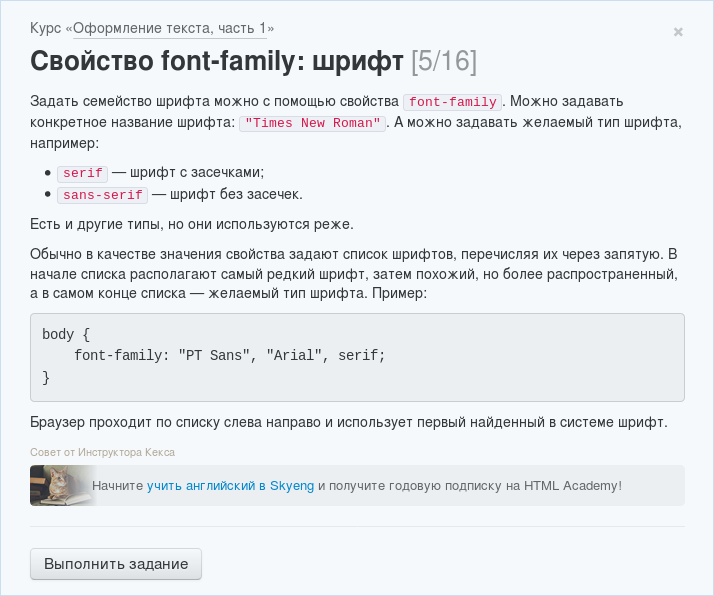 Курс «Оформление текста, часть 1»
×
Свойство font-family: шрифт [5/16]
Задать семейство шрифта можно с помощью свойства font-family. Можно задавать
конкретное название шрифта: "Times New Roman". А можно задавать желаемый тип шрифта,
например:
• serif — шрифт с засечками;
• sans-serif — шрифт без засечек.
Есть и другие типы, но они используются реже.
Обычно в качестве значения свойства задают список шрифтов, перечисляя их через запятую. В
начале списка располагают самый редкий шрифт, затем похожий, но более распространенный,
а в самом конце списка — желаемый тип шрифта. Пример:
body {
    font-family: "PT Sans", "Arial", serif;
}
Браузер проходит по списку слева направо и использует первый найденный в системе шрифт.
Совет от Инструктора Кекса
Начните учить английский в Skyeng и получите годовую подписку на HTML Academy!
Выполнить задание